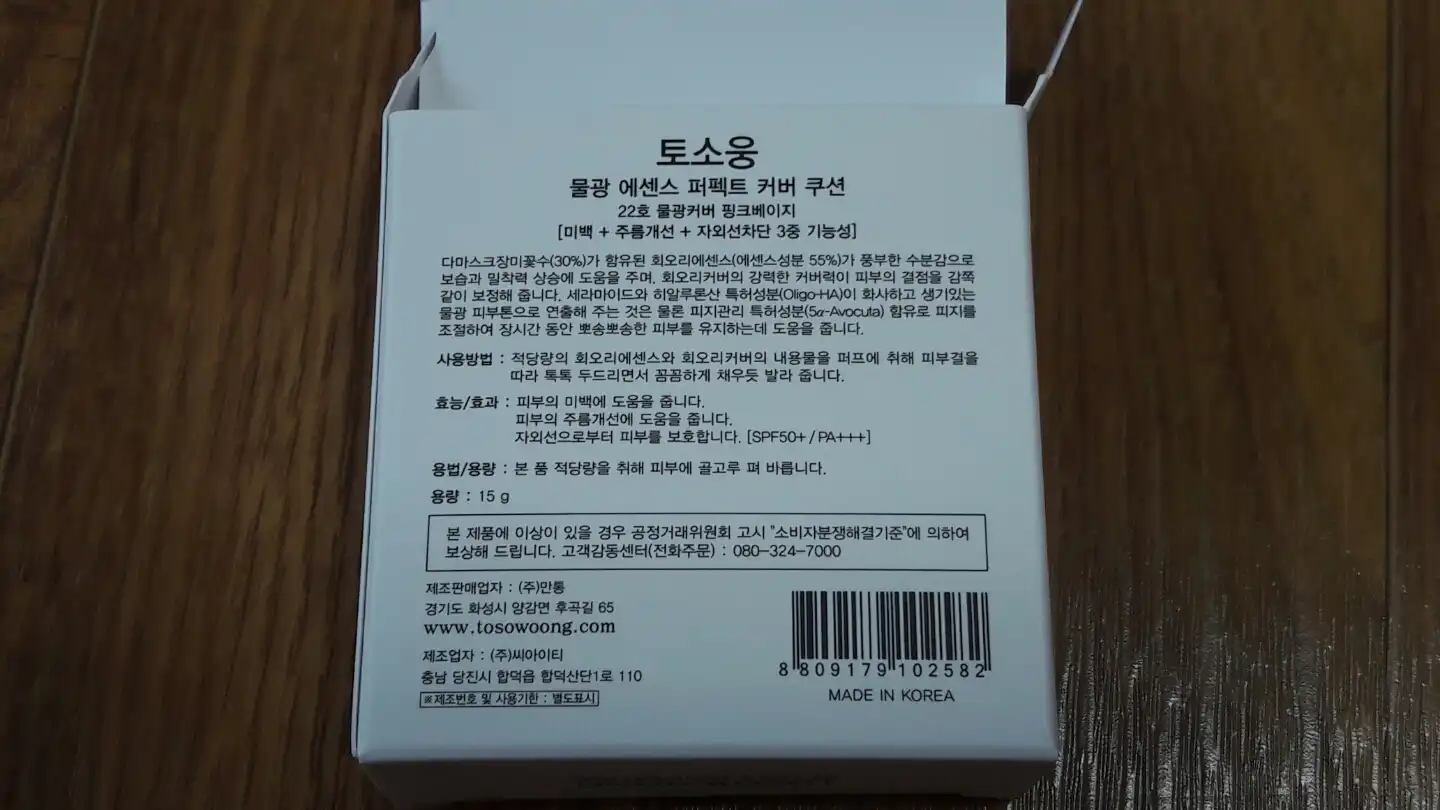 토소웅
물광 에센스 퍼펙트 커버 쿠션
22호 물광커버 핑크베이지
[미백 + 주름개선 + 자외선차단 3중 기능성]
다마스크장미꽃수(30%)가 함유된 회오리에센스(에센스성분 55%)가 풍부한 수분감으로
보습과 밀착력 상승에 도움을 주며, 회오리커버의 강력한 커버력이 피부의 결점을 감쪽
같이 보정해 줍니다. 세라마이드와 히알루론산 특허성분(Oligo-HA)이 화사하고 생기있는
물광 피부톤으로 연출해 주는 것은 물론 피지관리 특허성분(5α-Avocuta) 함유로 피지를
조절하여 장시간 동안 뽀송뽀송한 피부를 유지하는데 도움을 줍니다.
사용방법 : 적당량의 회오리에센스와 회오리커버의 내용물을 퍼프에 취해 피부결을
따라 톡톡 두드리면서 꼼꼼하게 채우듯 발라 줍니다.
효능/효과 : 피부의 미백에 도움을 줍니다.
피부의 주름개선에 도움을 줍니다.
자외선으로부터 피부를 보호합니다. [SPF50+/PA+++]
용법/용량 : 본 품 적당량을 취해 피부에 골고루 펴 바릅니다.
용량 : 15 g
본 제품에 이상이 있을 경우 공정거래위원회 고시 "소비자분쟁해결기준"에 의하여
보상해 드립니다. 고객감동센터(전화주문) : 080-324-7000
제조판매업자 : (주)만통
경기도 화성시 양감면 후곡길 65
www.tosowoong.com
제조업자 : (주)씨아이티
충남 당진시 합덕읍 합덕산단1로 110
※제조번호 및 사용기한 : 별도표시
8 809179 102582
MADE IN KOREA